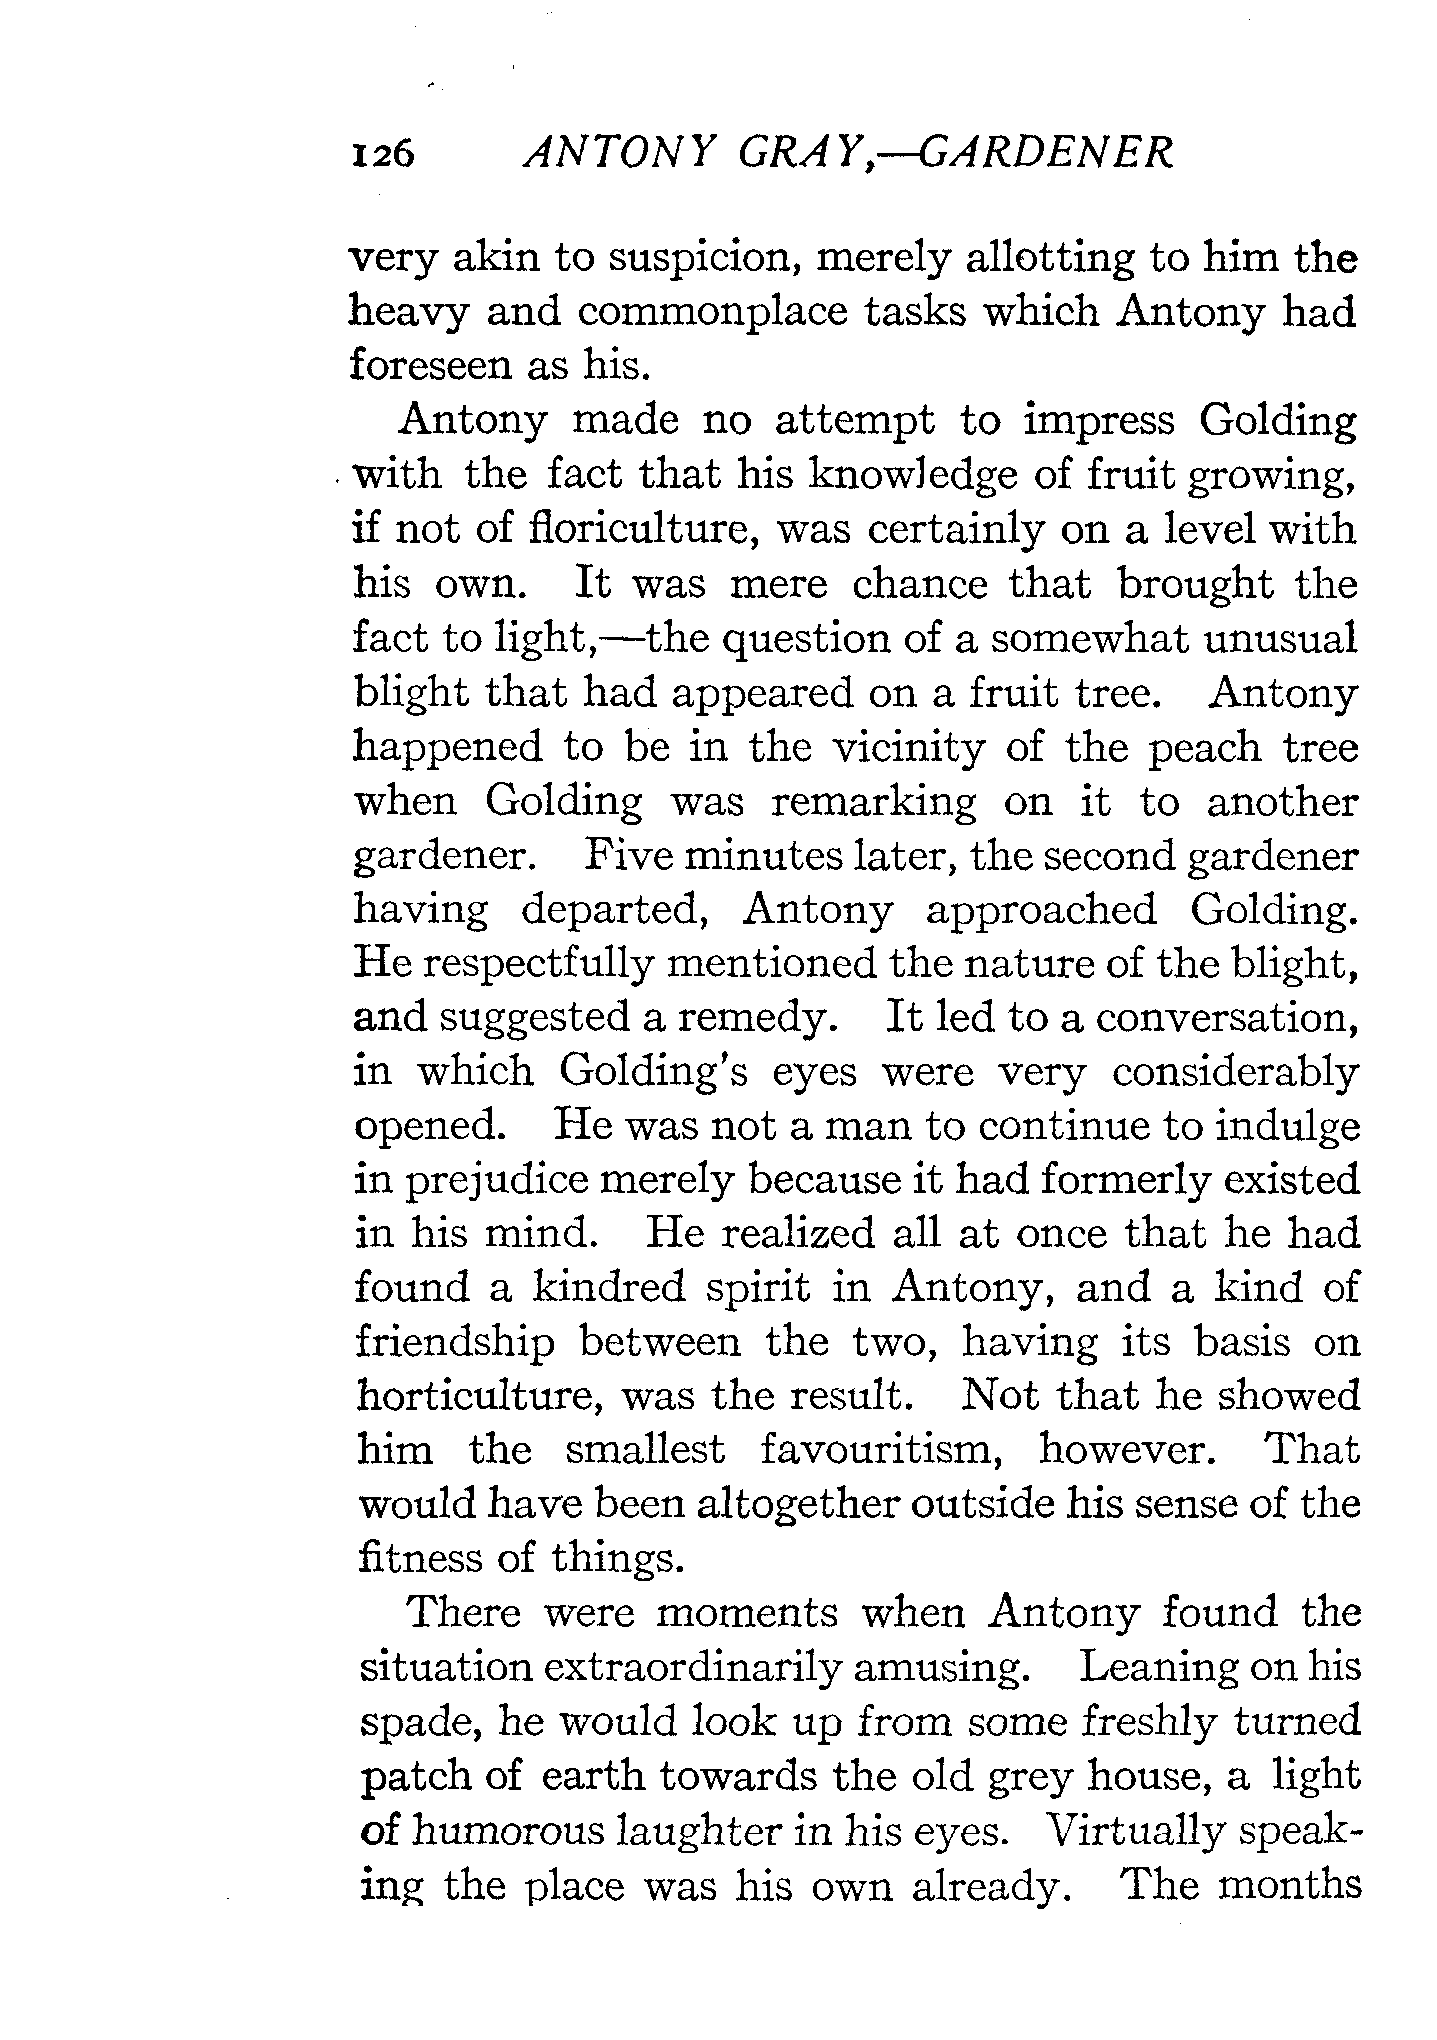 126 ANTONY GRAY,—GARDENER
very akin to suspicion, merely allotting to him the
heavy and commonplace tasks which Antony had
foreseen as his.
Antony made no attempt to impress Golding
with the fact that his knowledge of fruit growing,
if not of floriculture, was certainly on a level with
his own. It was mere chance that brought the
fact to light,—the question of a somewhat unusual
blight that had appeared on a fruit tree. Antony
happened to be in the vicinity of the peach tree
when Golding was remarking on it to another
gardener. Five minutes later, the second gardener
having departed, Antony approached Golding.
He respectfully mentioned the nature of the blight,
and suggested a remedy. It led to a conversation,
in which Golding's eyes were very considerably
opened. He was not a man to continue to indulge
in prejudice merely because it had formerly existed
in his mind. He realized all at once that he had
found a kindred spirit in Antony, and a kind of
friendship between the two, having its basis on
horticulture, was the result. Not that he showed
him the smallest favouritism, however. That
would have been altogether outside his sense of the
fitness of things.
There were moments when Antony found the
situation extraordinarily amusing. Leaning on his
spade, he would look up from some freshly turned
patch of earth towards the old grey house, a light
of humorous laughter in his eyes. Virtually speak-
ing the place was his own already. The months